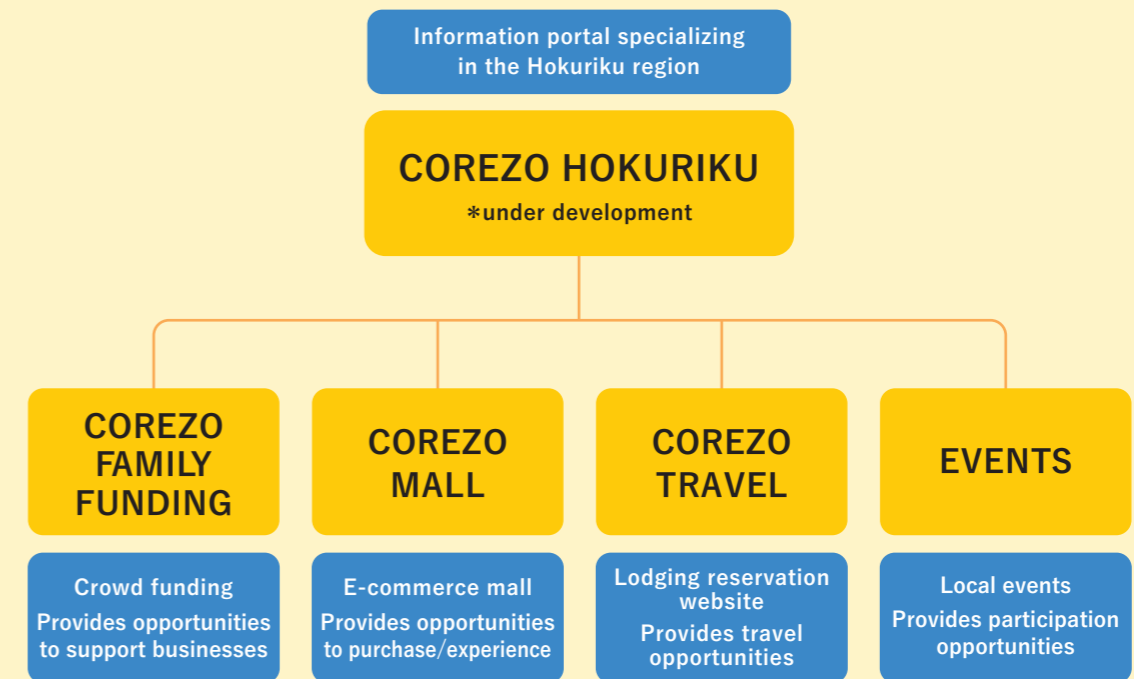 Information portal specializing
in the Hokuriku region
COREZO HOKURIKU
*under development
COREZO
FAMILY
FUNDING
Crowd funding
Provides opportunities
to support businesses
COREZO
MALL
E-commerce mall
Provides opportunities
to purchase/experience
COREZO
TRAVEL
Lodging reservation
website
Provides travel
opportunities
EVENTS
Local events
Provides participation
opportunities